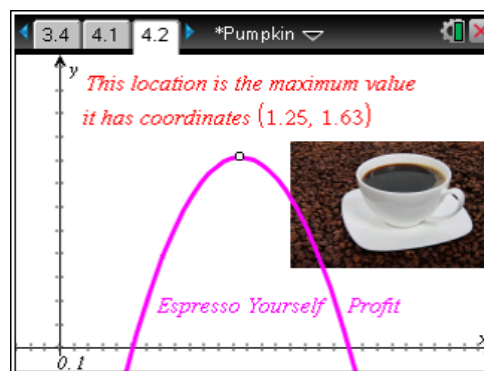 3.4 4.1 4.2 *Pumpkin
y
This location is the maximum value
it has coordinates (1.25, 1.63)
Espresso Yourself Profit
x
0.1